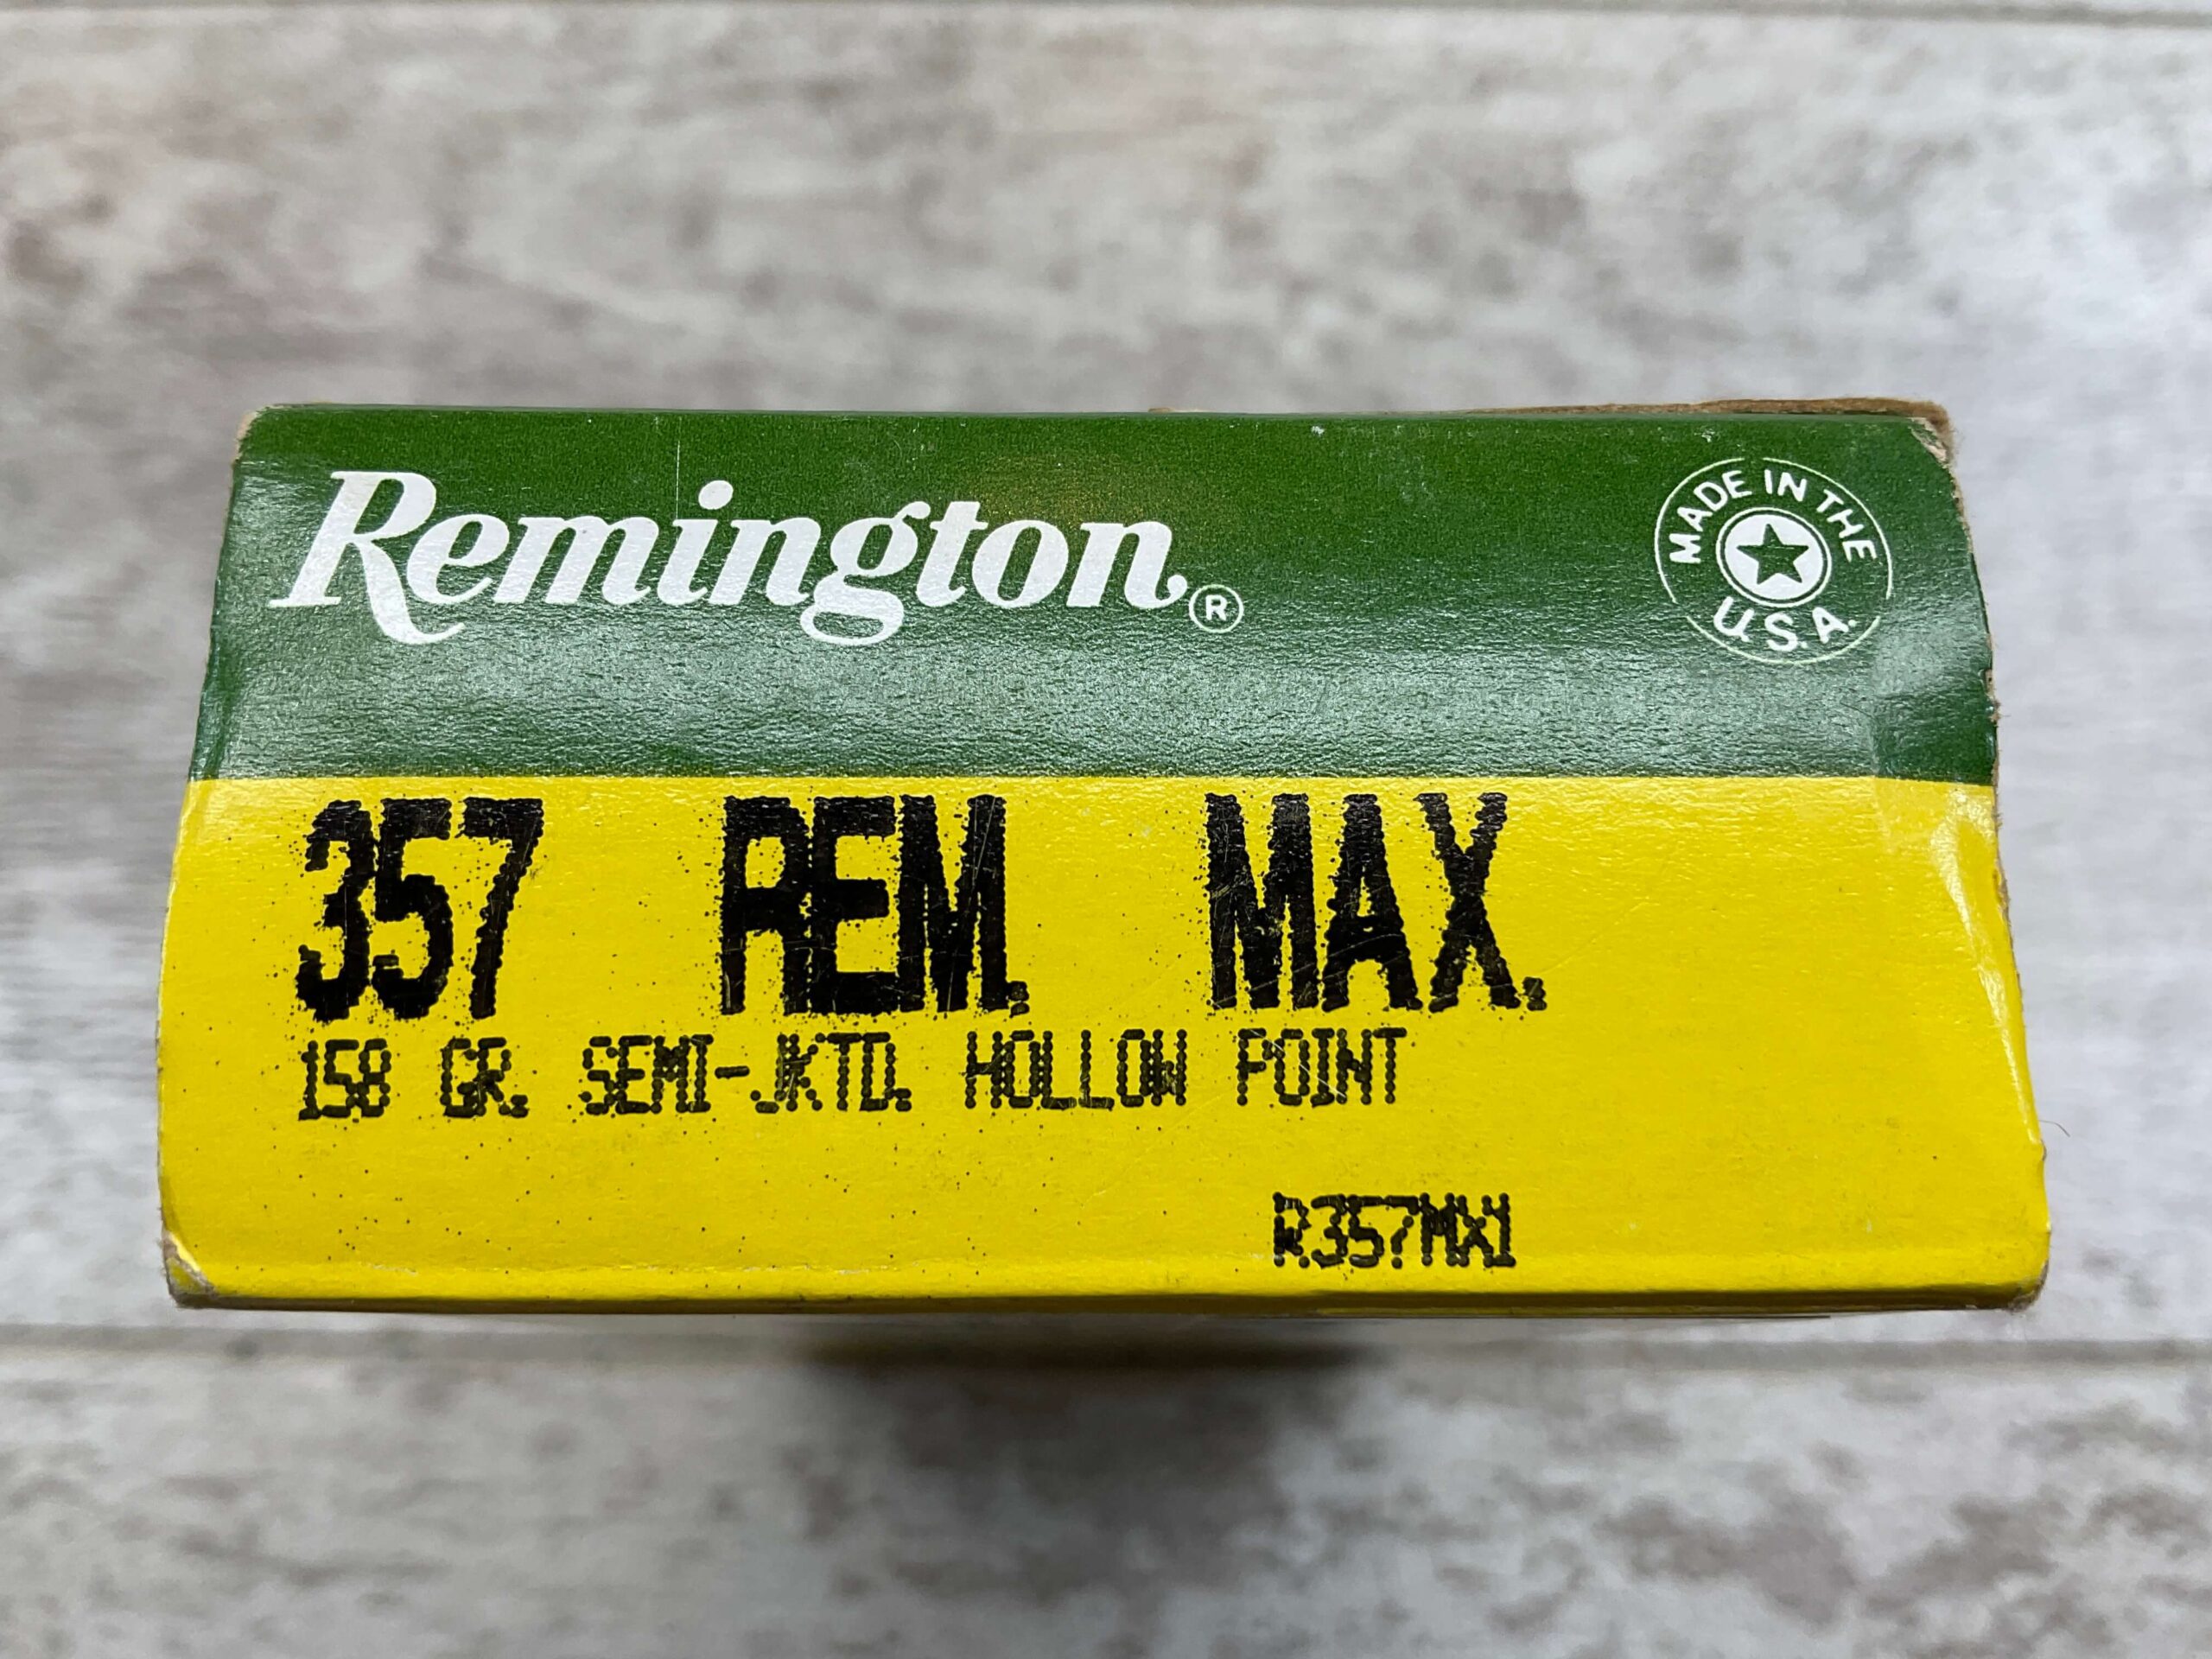 Remington®
MADE IN THE
U.S.A.
357 REM. MAX.
158 GR. SEMI-JKTD. HOLLOW POINT
R357MX1